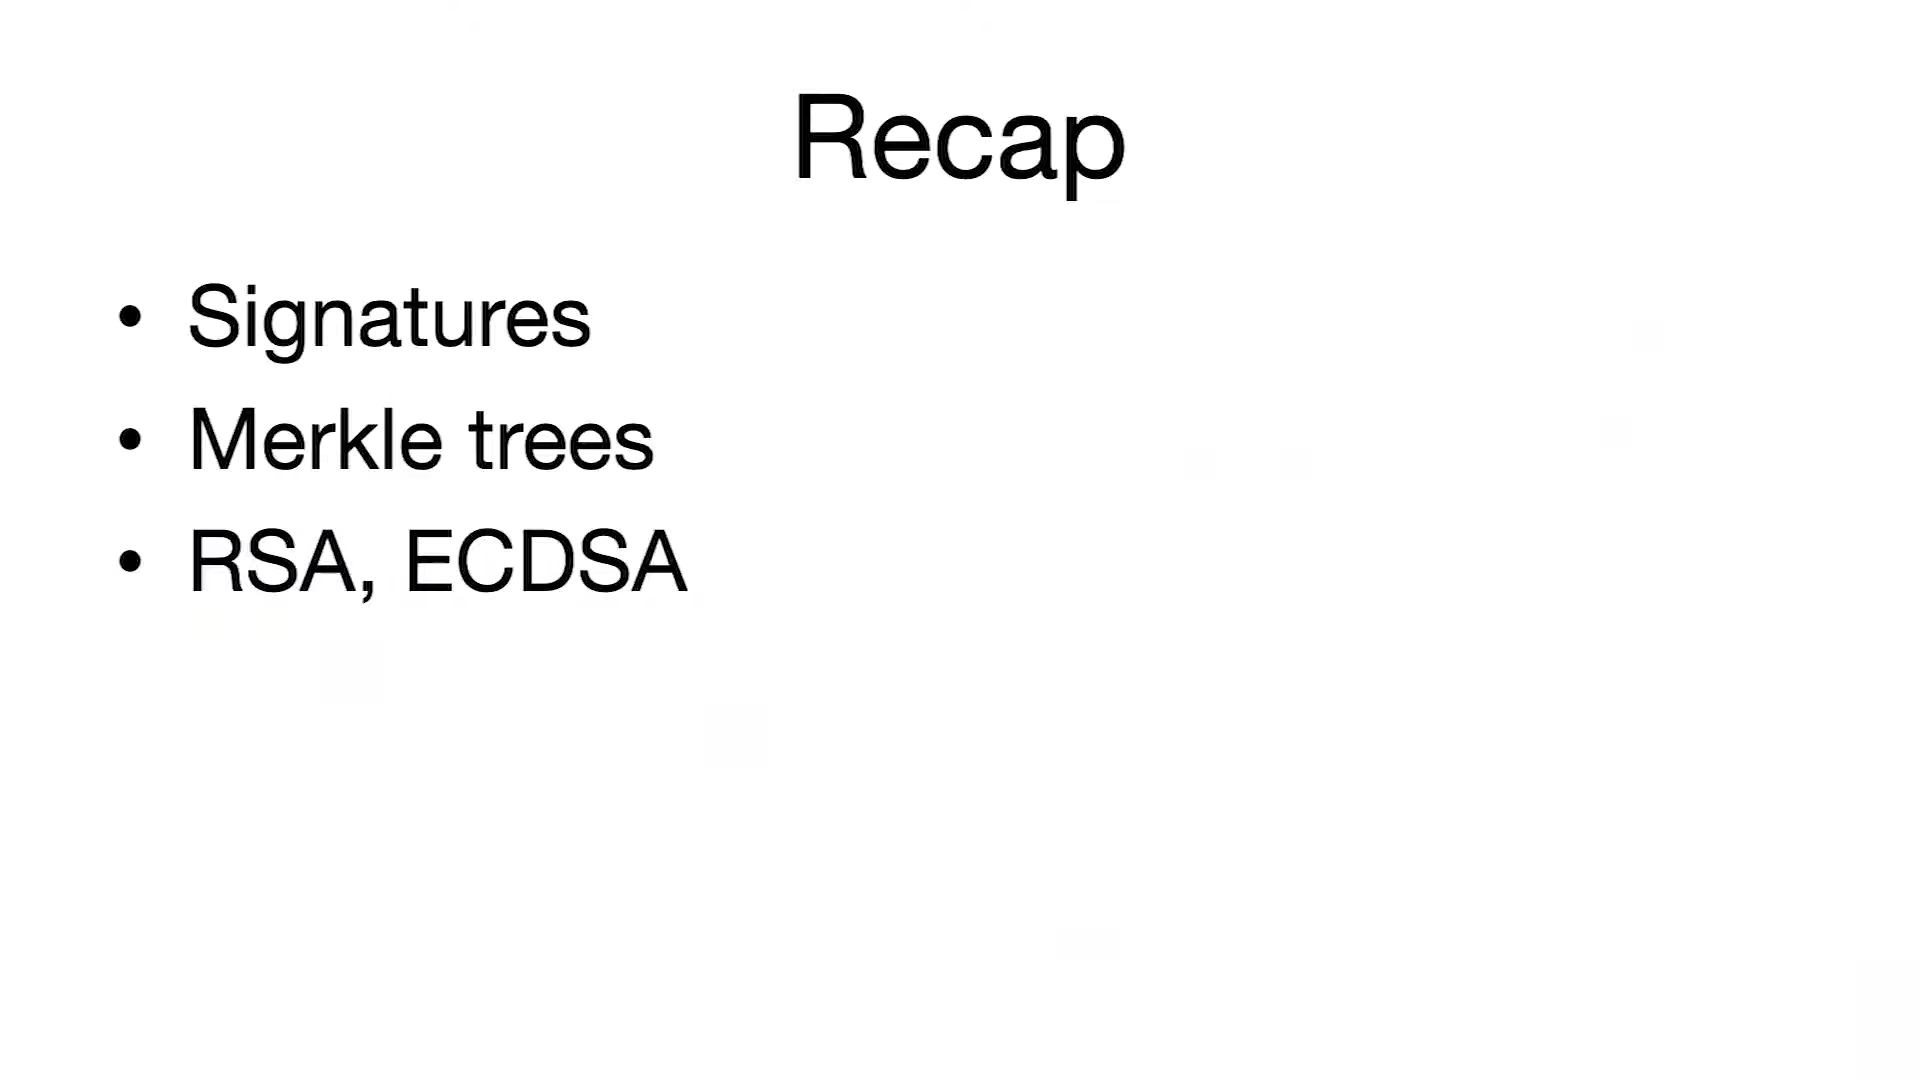 Recap
• Signatures
• Merkle trees
• RSA, ECDSA